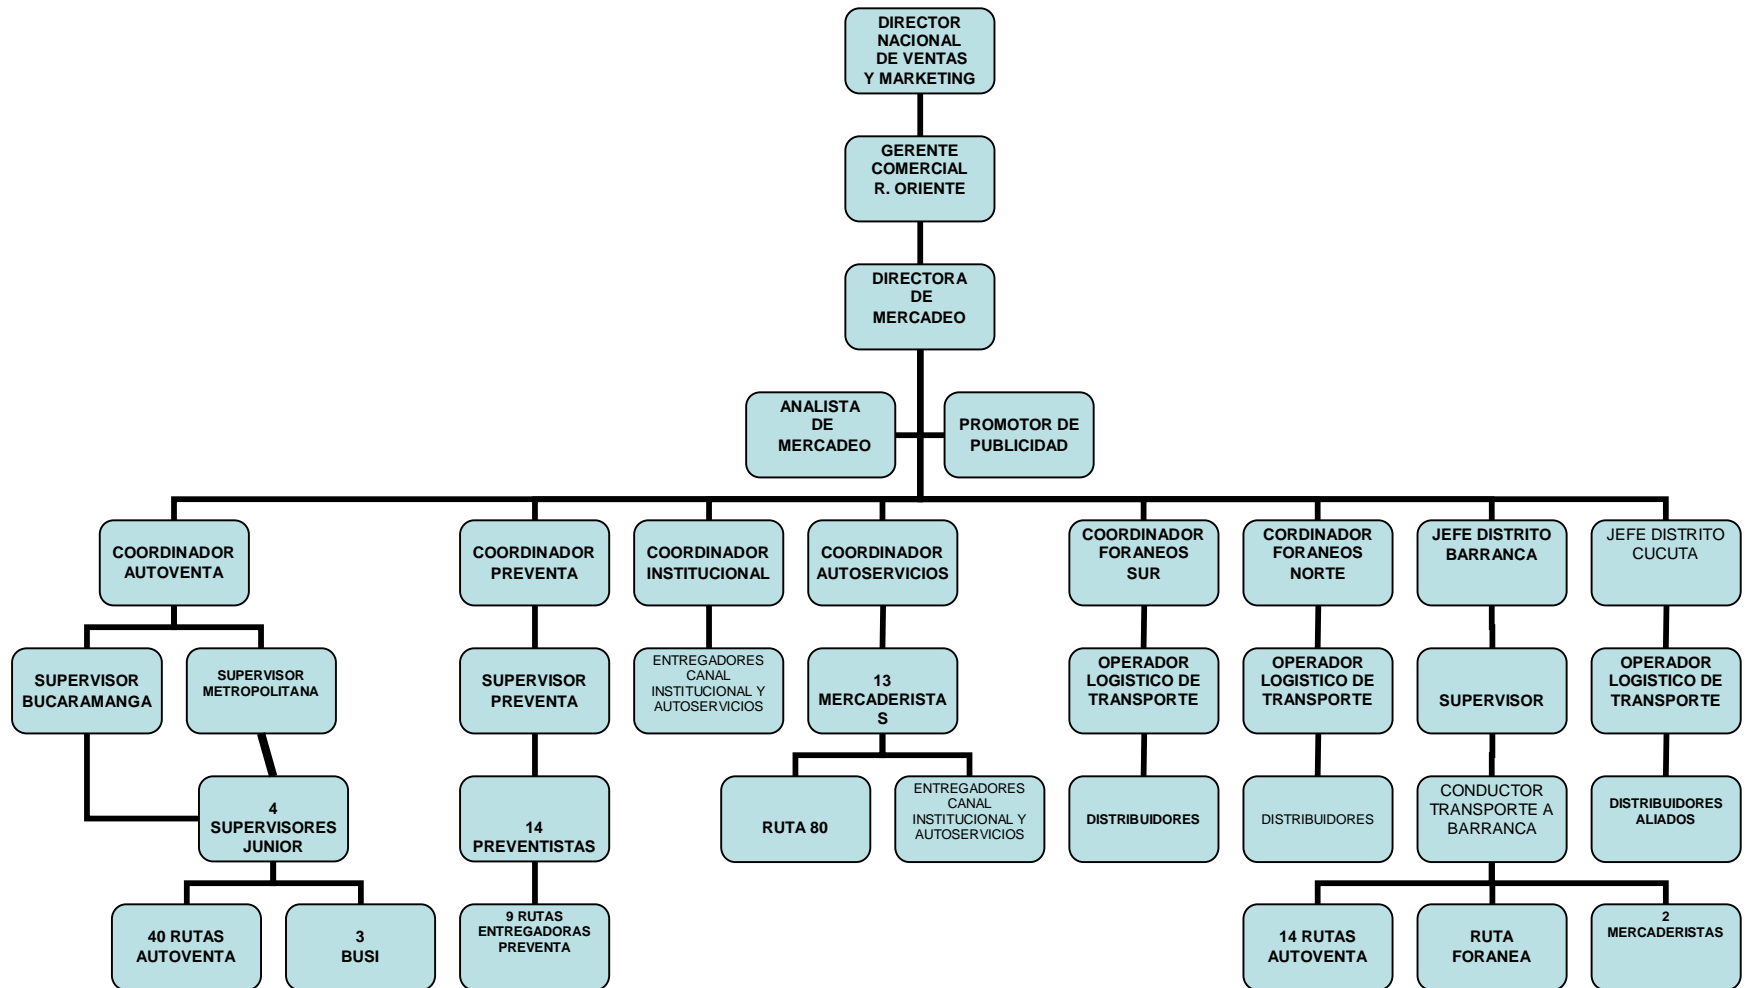 DIRECTOR
NACIONAL
DE VENTAS
Y MARKETING
GERENTE
COMERCIAL
R. ORIENTE
DIRECTORA
DE
MERCADEO
ANALISTA
DE
MERCADEO
PROMOTOR DE
PUBLICIDAD
COORDINADOR
AUTOVENTA
COORDINADOR
PREVENTA
COORDINADOR
INSTITUCIONAL
COORDINADOR
AUTOSERVICIOS
COORDINADOR
FORANEOS
SUR
CORDINADOR
FORANEOS
NORTE
JEFE DISTRITO
BARRANCA
JEFE DISTRITO
CUCUTA
SUPERVISOR
BUCARAMANGA
SUPERVISOR
METROPOLITANA
SUPERVISOR
PREVENTA
ENTREGADORES
CANAL
INSTITUCIONAL Y
AUTOSERVICIOS
13
MERCADERISTA
S
OPERADOR
LOGISTICO DE
TRANSPORTE
OPERADOR
LOGISTICO DE
TRANSPORTE
SUPERVISOR
OPERADOR
LOGISTICO DE
TRANSPORTE
4
SUPERVISORES
JUNIOR
14
PREVENTISTAS
RUTA 80
ENTREGADORES
CANAL
INSTITUCIONAL Y
AUTOSERVICIOS
DISTRIBUIDORES
DISTRIBUIDORES
CONDUCTOR
TRANSPORTE A
BARRANCA
DISTRIBUIDORES
ALIADOS
40 RUTAS
AUTOVENTA
3
BUSI
9 RUTAS
ENTREGADORAS
PREVENTA
14 RUTAS
AUTOVENTA
RUTA
FORANEA
2
MERCADERISTAS